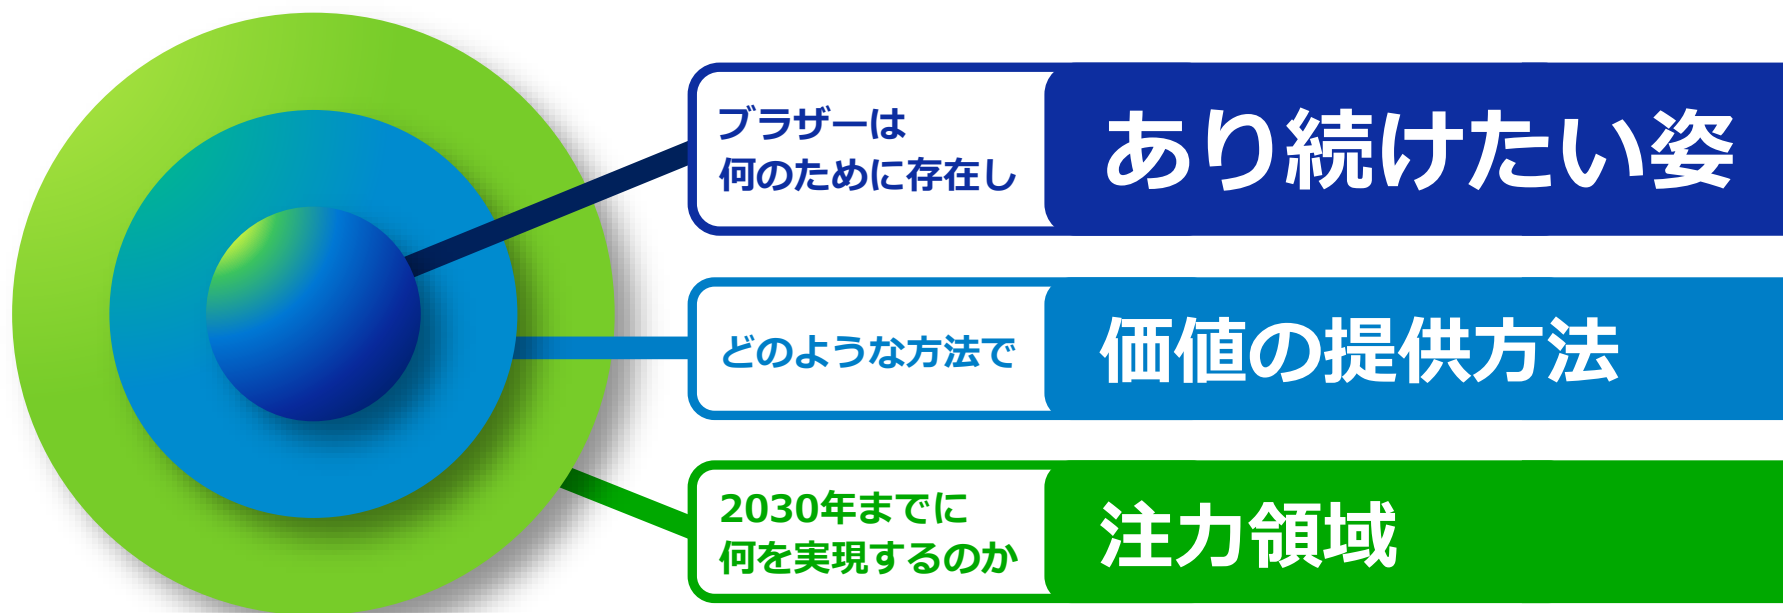 ブラザーは
何のために存在し
あり続けたい姿
どのような方法で
価値の提供方法
2030年までに
何を実現するのか
注力領域